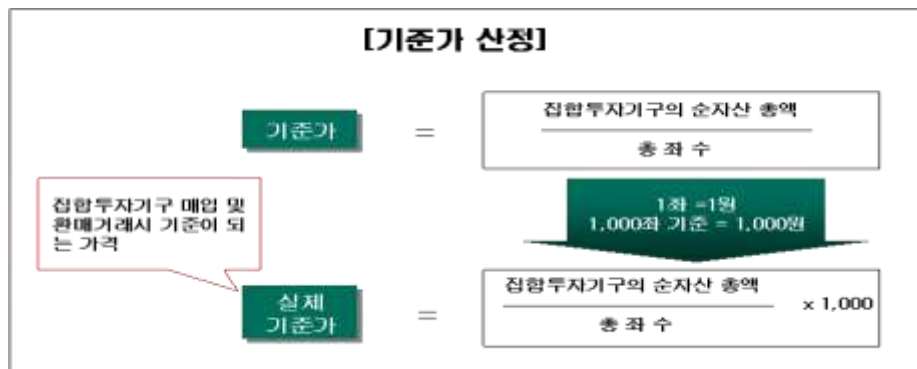 [기준가 산정]
기준가
=
집합투자기구의 순자산 총액
총 좌 수
집합투자기구 매입 및
환매거래시 기준이 되
는 가격
1좌 =1원
1,000좌 기준 = 1,000원
실제
기준가
=
집합투자기구의 순자산 총액
총 좌 수
x 1,000